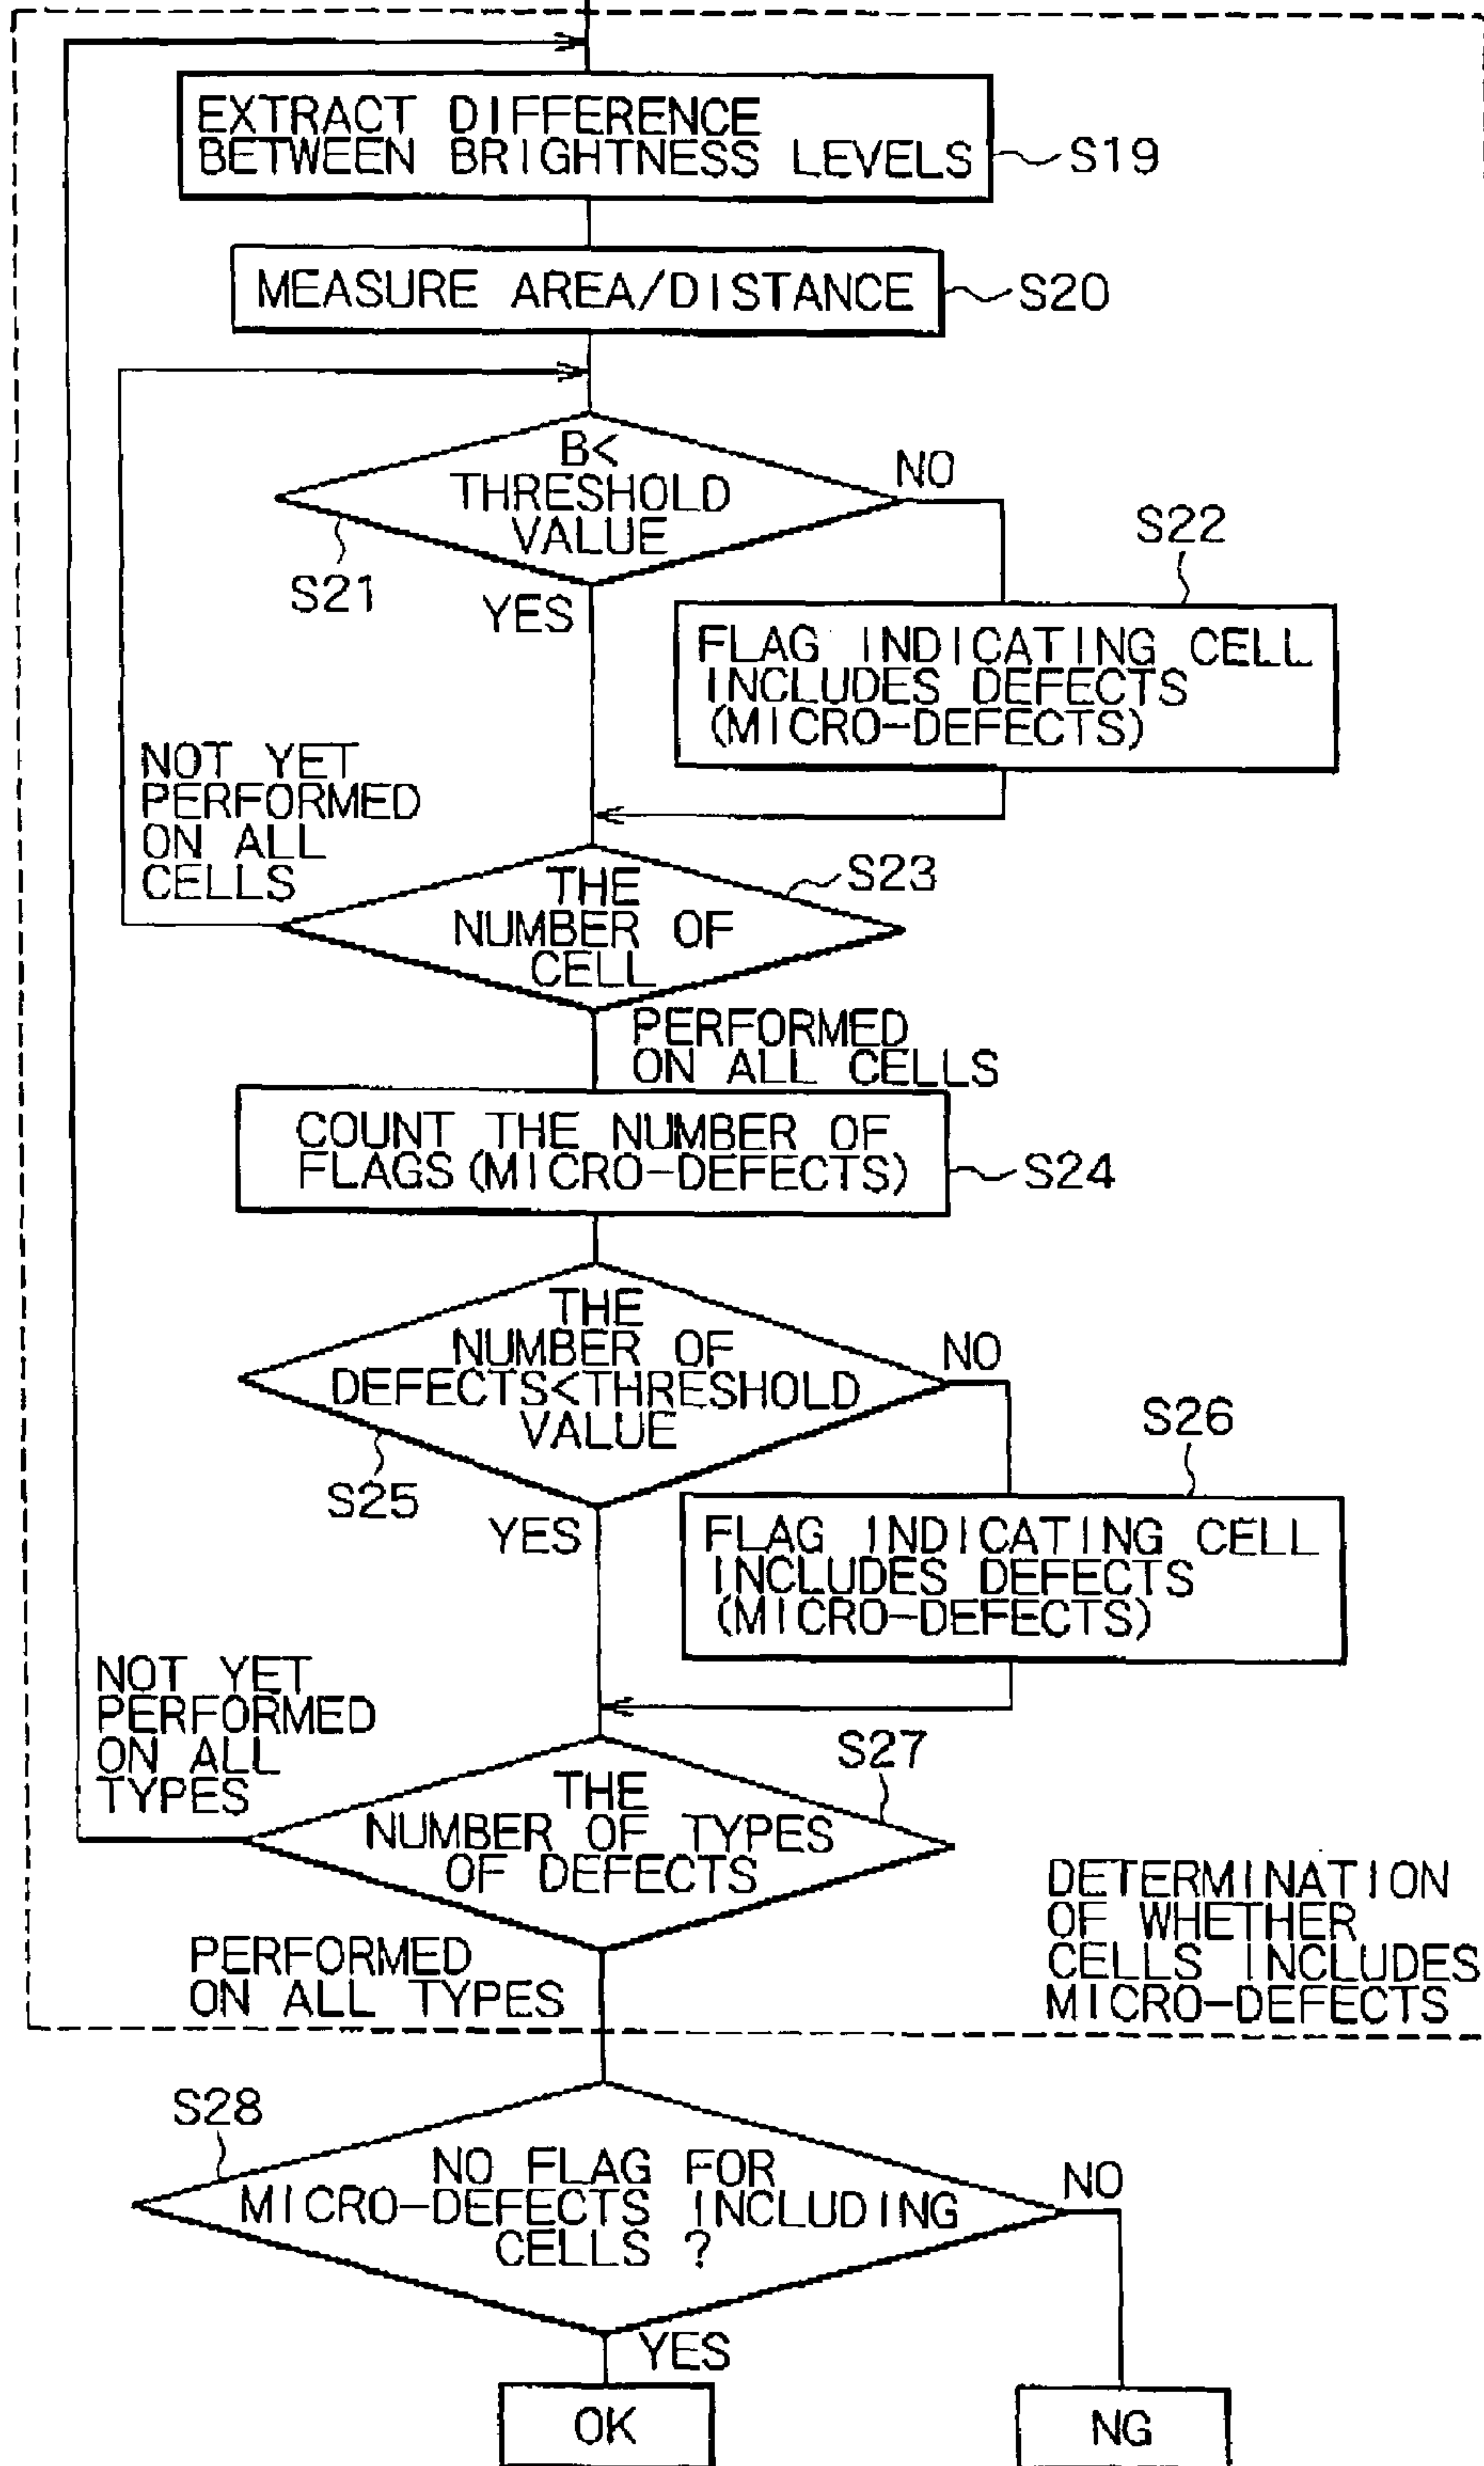 EXTRACT DIFFERENCE
BETWEEN BRIGHTNESS LEVELS
S19
MEASURE AREA/DISTANCE
S20
B<
THRESHOLD
VALUE
NO
S21
YES
S22
FLAG INDICATING CELL
INCLUDES DEFECTS
(MICRO-DEFECTS)
NOT YET
PERFORMED
ON ALL
CELLS
THE
NUMBER OF
CELL
S23
PERFORMED
ON ALL CELLS
COUNT THE NUMBER OF
FLAGS(MICRO-DEFECTS)
S24
THE
NUMBER OF
DEFECTS<THRESHOLD
VALUE
NO
S25
YES
S26
FLAG INDICATING CELL
INCLUDES DEFECTS
(MICRO-DEFECTS)
NOT YET
PERFORMED
ON ALL
TYPES
THE
NUMBER OF TYPES
OF DEFECTS
S27
PERFORMED
ON ALL TYPES
DETERMINATION
OF WHETHER
CELLS INCLUDES
MICRO-DEFECTS
S28
NO FLAG FOR
MICRO-DEFECTS INCLUDING
CELLS ?
NO
YES
OK
NG